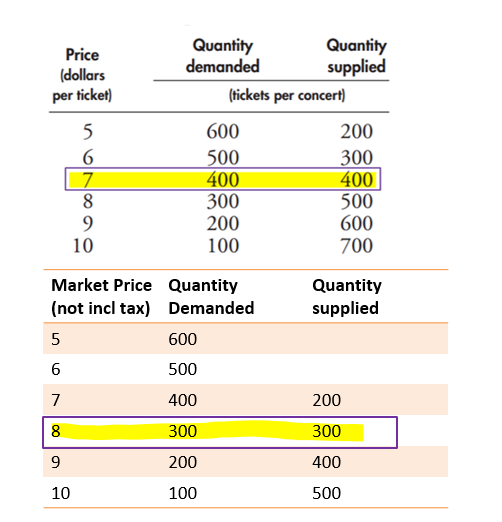 Price (dollars per ticket) Quantity demanded Quantity supplied
(tickets per concert)
5 600 200
6 500 300
7 400 400
8 300 500
9 200 600
10 100 700
Market Price Quantity Quantity
(not incl tax) Demanded supplied
5 600
6 500
7 400 200
8 300 300
9 200 400
10 100 500